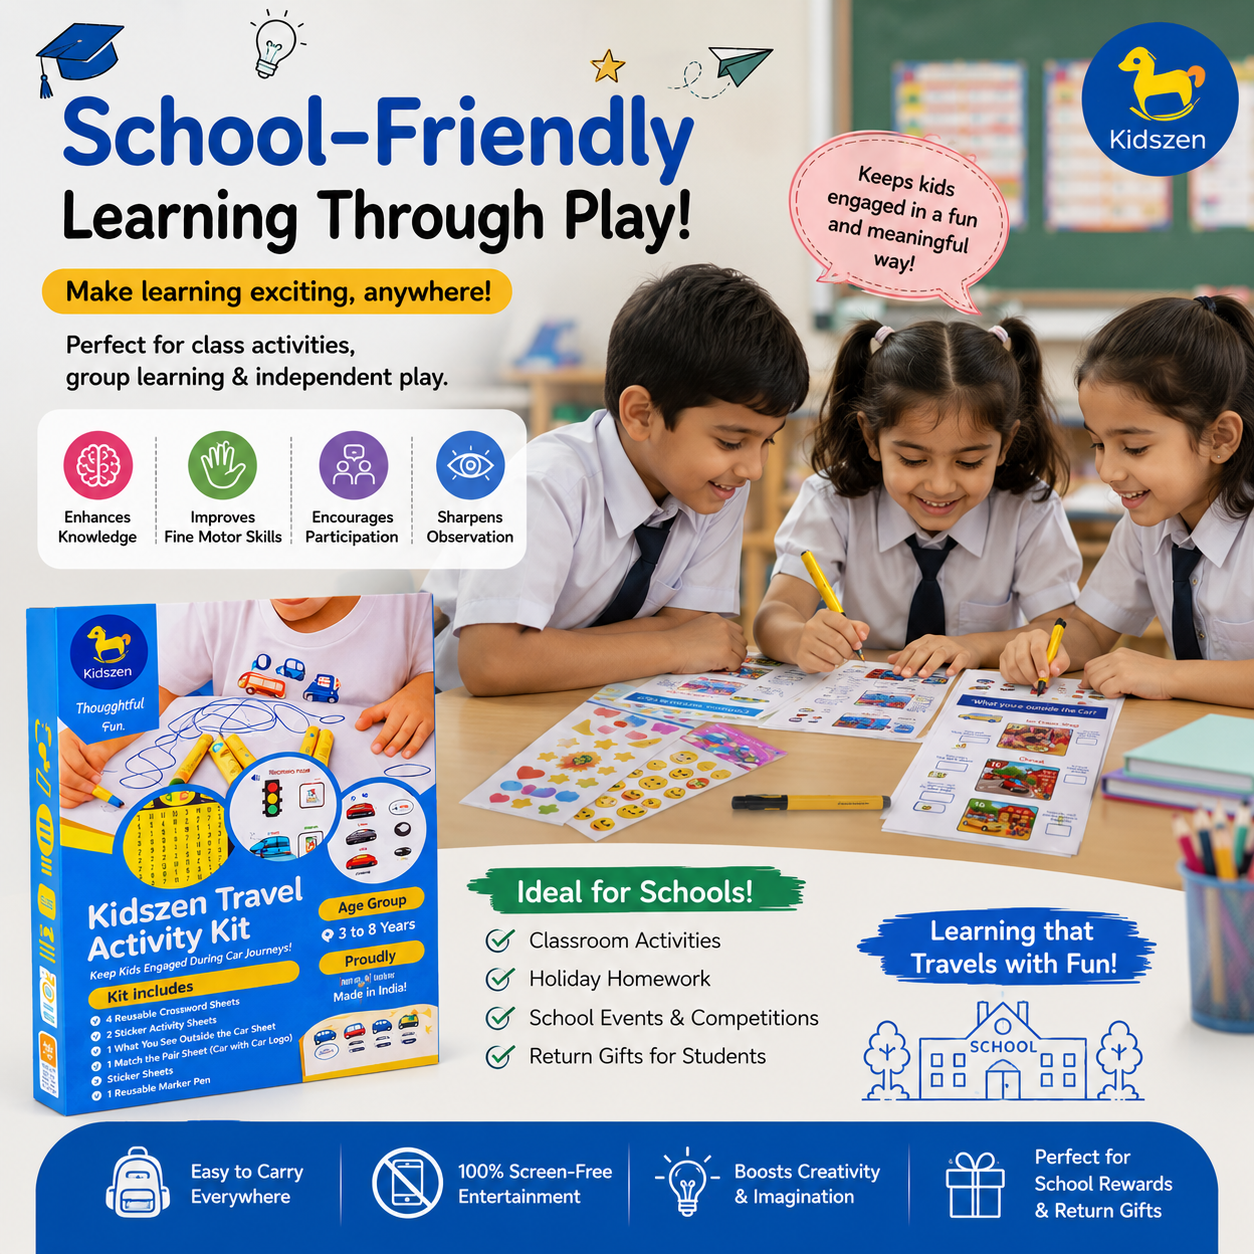 School-Friendly
Learning Through Play!
Make learning exciting, anywhere!
Perfect for class activities,
group learning & independent play.
Enhances
Knowledge
Improves
Fine Motor Skills
Encourages
Participation
Sharpens
Observation
Keeps kids
engaged in a fun
and meaningful
way!
Kidszen
Kidszen
Thougghtful
Fun.
Kidszen Travel
Activity Kit
Keep Kids Engaged During Car Journeys!
Kit includes
4 Reusable Crossword Sheets
2 Sticker Activity Sheets
1 What You See Outside the Car Sheet
1 Match the Pair Sheet (Car with Car Logo)
Sticker Sheets
1 Reusable Marker Pen
Age Group
3 to 8 Years
Proudly
Made in India!
"What you e outside the Car?
Ideal for Schools!
Classroom Activities
Holiday Homework
School Events & Competitions
Return Gifts for Students
Learning that
Travels with Fun!
SCHOOL
Easy to Carry
Everywhere
100% Screen-Free
Entertainment
Boosts Creativity
& Imagination
Perfect for
School Rewards
& Return Gifts